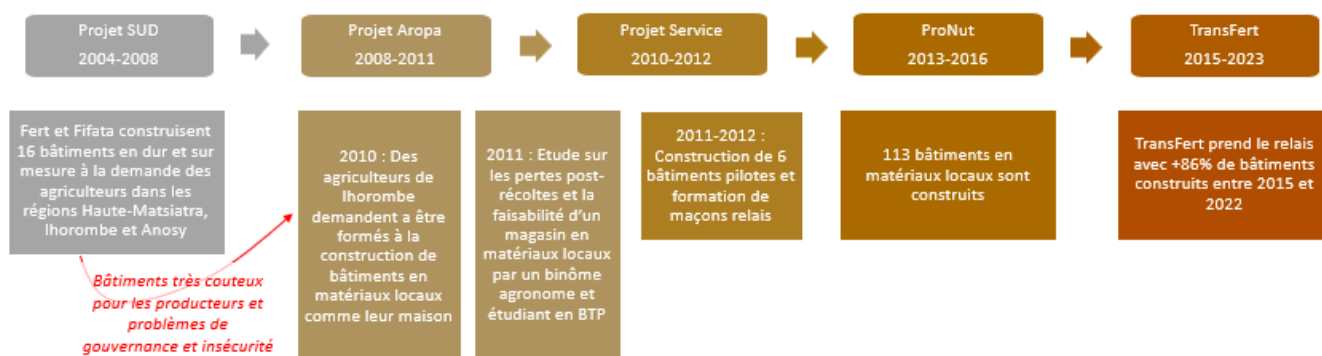 Projet SUD
2004-2008
Projet Aropa
2008-2011
Projet Service
2010-2012
ProNut
2013-2016
TransFert
2015-2023
Fert et Fifata construisent
16 bâtiments en dur et sur
mesure à la demande des
agriculteurs dans les
régions Haute-Matsiatra,
Ihorombe et Anosy
Bâtiments très couteux
pour les producteurs et
problèmes de
gouvernance et insécurité
2010 : Des
agriculteurs de
Ihorombe
demandent a être
formés à la
construction de
bâtiments en
matériaux locaux
comme leur maison
2011 : Etude sur
les pertes post-
récoltes et la
faisabilité d’un
magasin en
matériaux locaux
par un binôme
agronome et
étudiant en BTP
2011-2012 :
Construction de 6
bâtiments pilotes et
formation de
maçons relais
113 bâtiments en
matériaux locaux sont
construits
TransFert prend le relais
avec +86% de bâtiments
construits entre 2015 et
2022